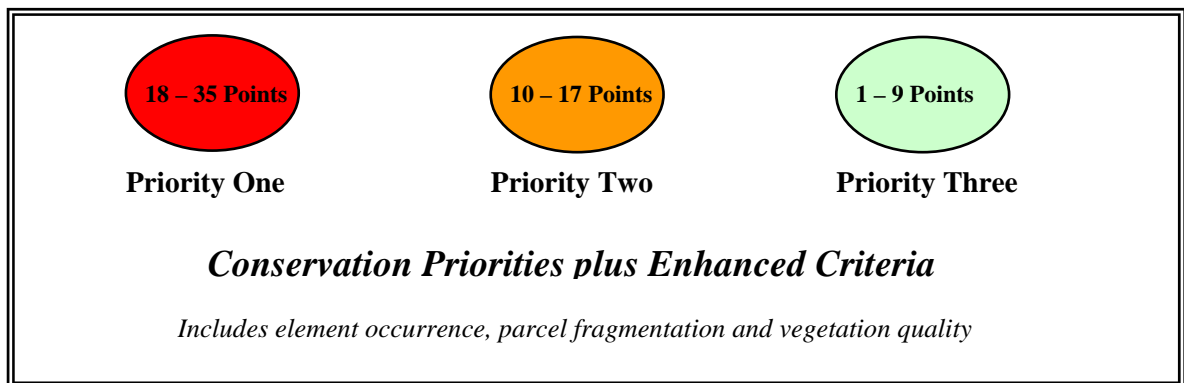 18 – 35 Points 10 – 17 Points 1 – 9 Points
Priority One Priority Two Priority Three
Conservation Priorities plus Enhanced Criteria
Includes element occurrence, parcel fragmentation and vegetation quality